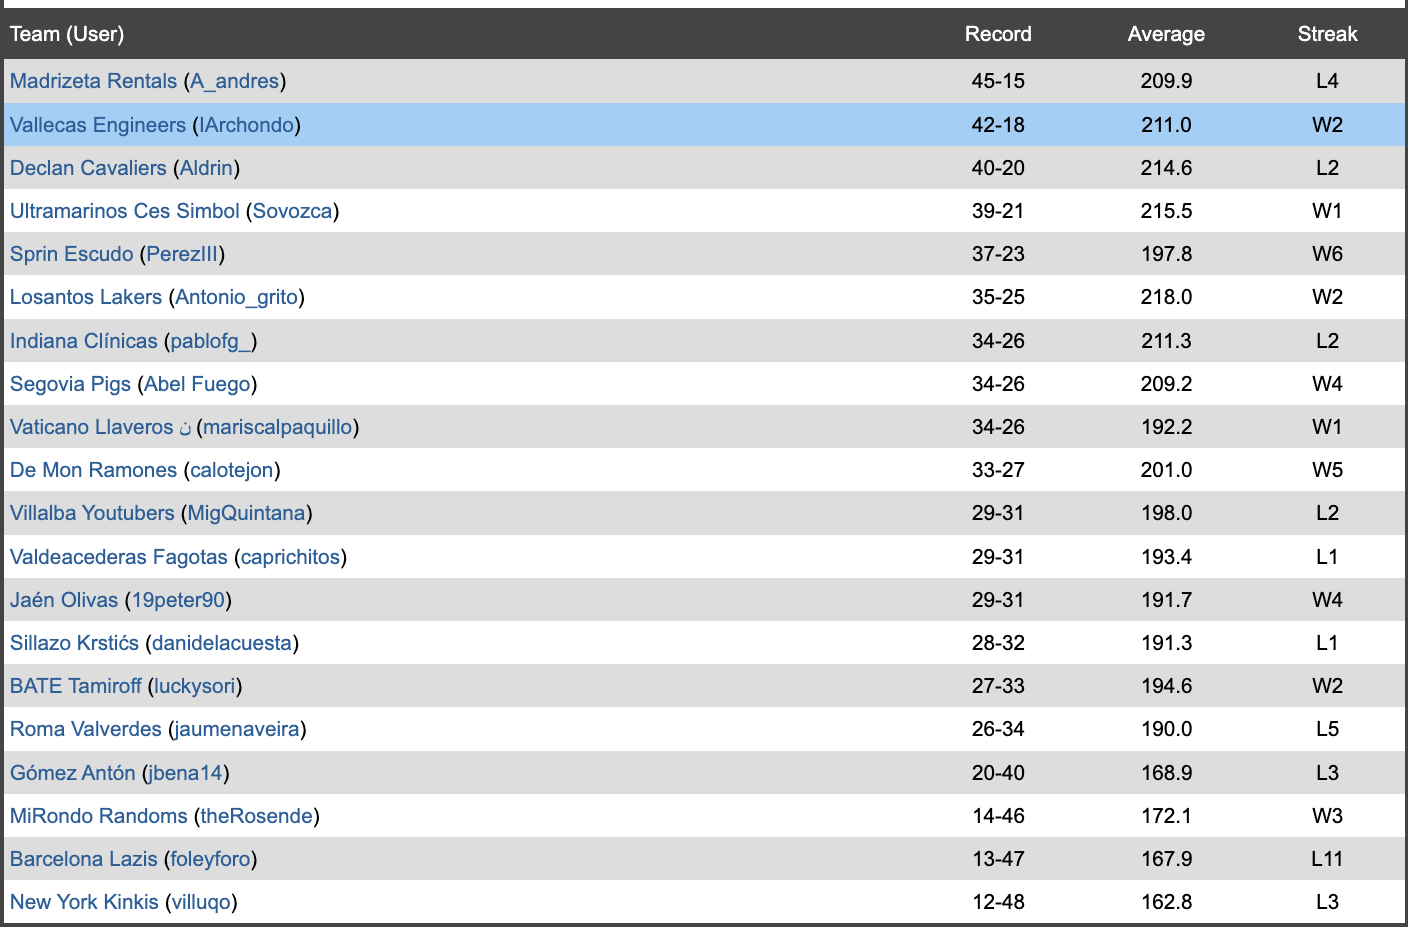 Team (User) Record Average Streak
Madrizeta Rentals (A_andres) 45-15 209.9 L4
Vallecas Engineers (IArchondo) 42-18 211.0 W2
Declan Cavaliers (Aldrin) 40-20 214.6 L2
Ultramarinos Ces Simbol (Sovozca) 39-21 215.5 W1
Sprin Escudo (PerezIII) 37-23 197.8 W6
Losantos Lakers (Antonio_grito) 35-25 218.0 W2
Indiana Clínicas (pablofg_) 34-26 211.3 L2
Segovia Pigs (Abel Fuego) 34-26 209.2 W4
Vaticano Llaveros ن (mariscalpaquillo) 34-26 192.2 W1
De Mon Ramones (calotejon) 33-27 201.0 W5
Villalba Youtubers (MigQuintana) 29-31 198.0 L2
Valdeacederas Fagotas (caprichitos) 29-31 193.4 L1
Jaén Olivas (19peter90) 29-31 191.7 W4
Sillazo Krstićs (danidelacuesta) 28-32 191.3 L1
BATE Tamiroff (luckysori) 27-33 194.6 W2
Roma Valverdes (jaumenaveira) 26-34 190.0 L5
Gómez Antón (jbena14) 20-40 168.9 L3
MiRondo Randoms (theRosende) 14-46 172.1 W3
Barcelona Lazis (foleyforo) 13-47 167.9 L11
New York Kinkis (villuqo) 12-48 162.8 L3